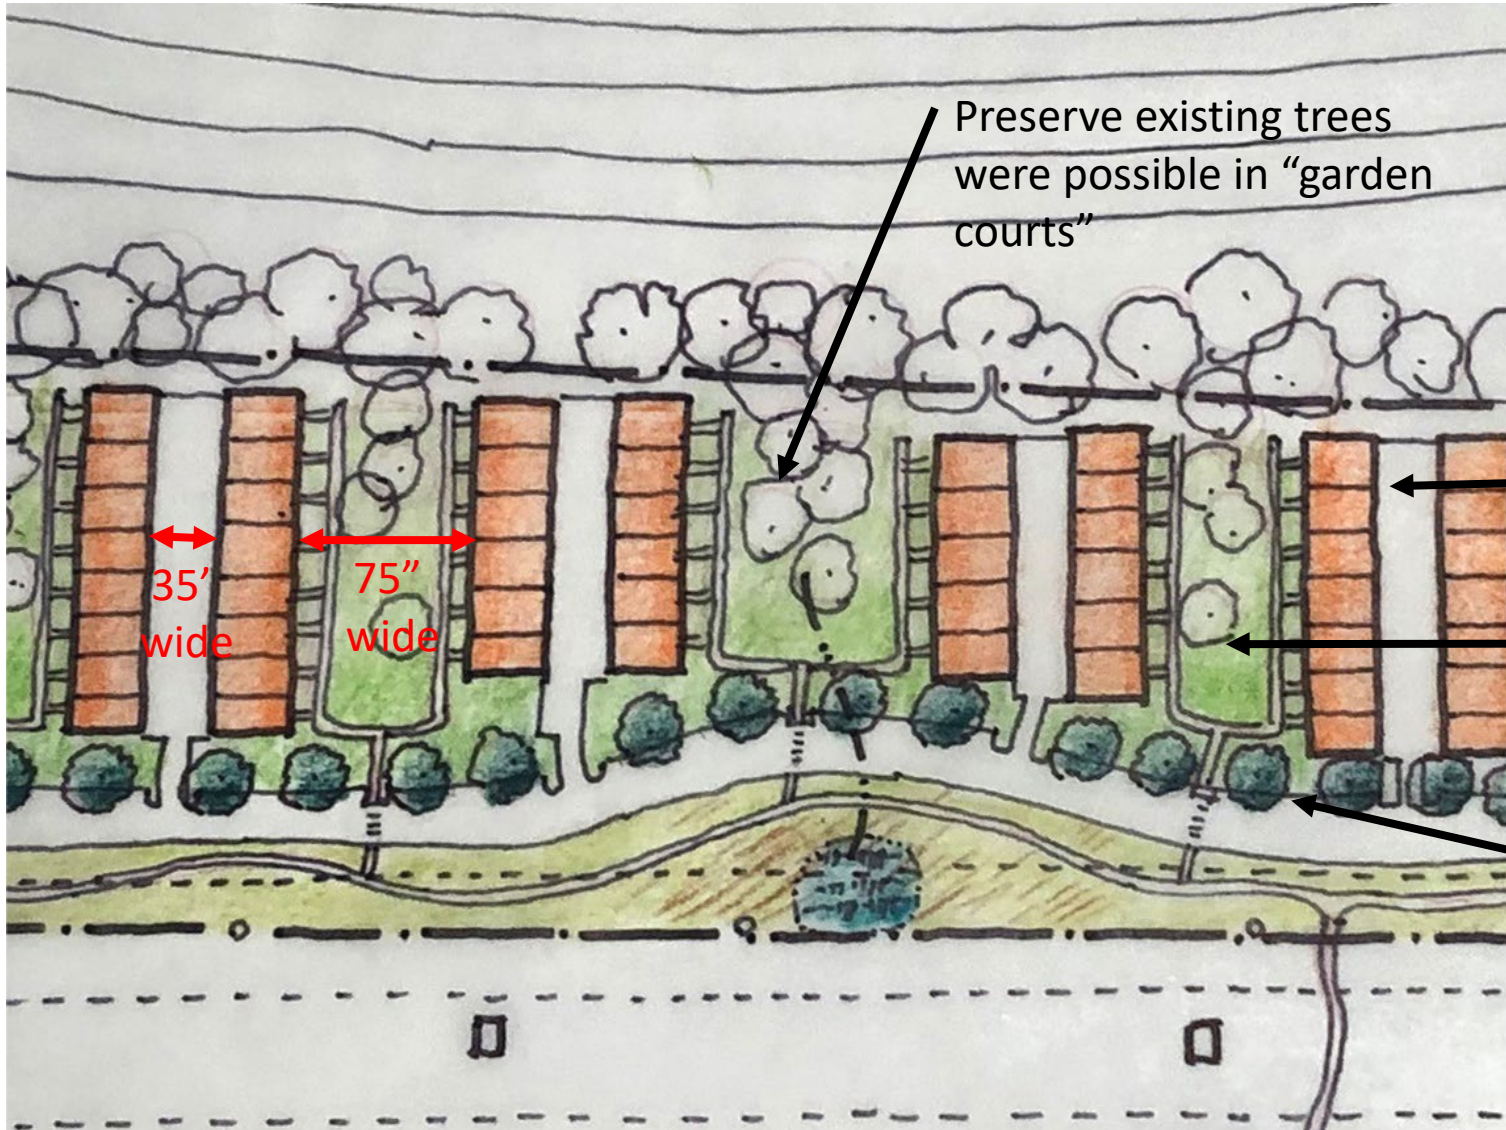 Preserve existing trees
were possible in “garden
courts”
35’
wide
75”
wide